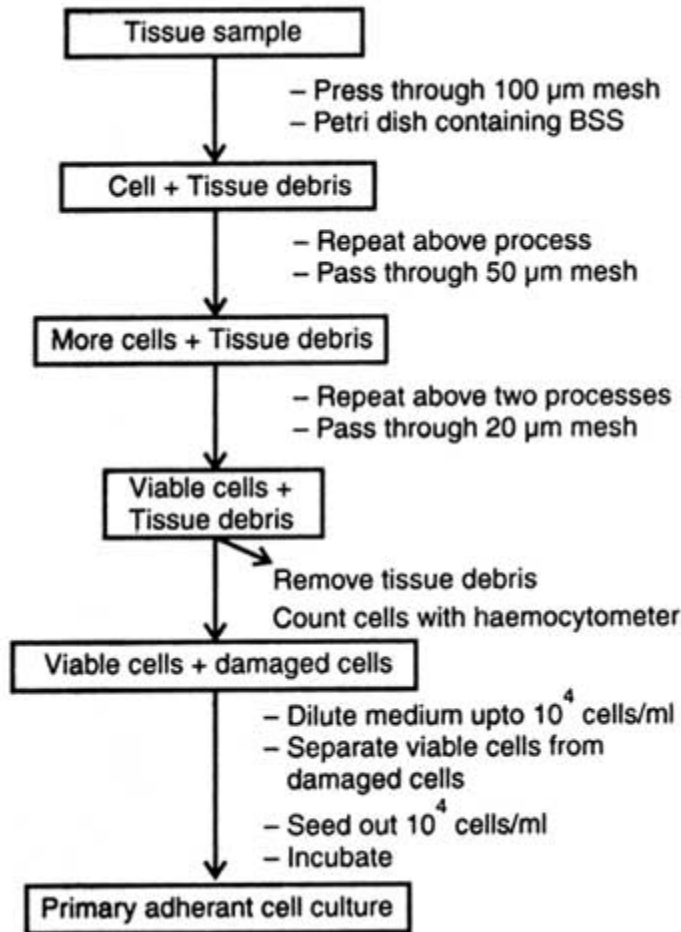 Tissue sample
– Press through 100 µm mesh
– Petri dish containing BSS
Cell + Tissue debris
– Repeat above process
– Pass through 50 µm mesh
More cells + Tissue debris
– Repeat above two processes
– Pass through 20 µm mesh
Viable cells +
Tissue debris
Remove tissue debris
Count cells with haemocytometer
Viable cells + damaged cells
– Dilute medium upto 10⁴ cells/ml
– Separate viable cells from
damaged cells
– Seed out 10⁴ cells/ml
– Incubate
Primary adherant cell culture